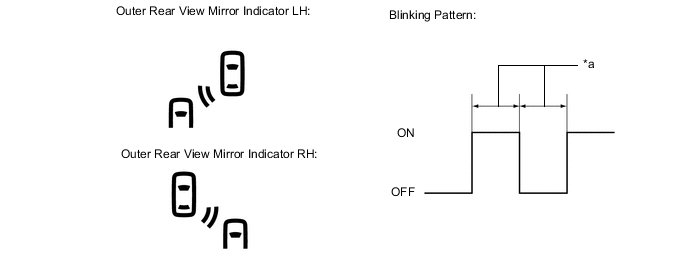 Outer Rear View Mirror Indicator LH:
Blinking Pattern:
*a
Outer Rear View Mirror Indicator RH:
ON
OFF